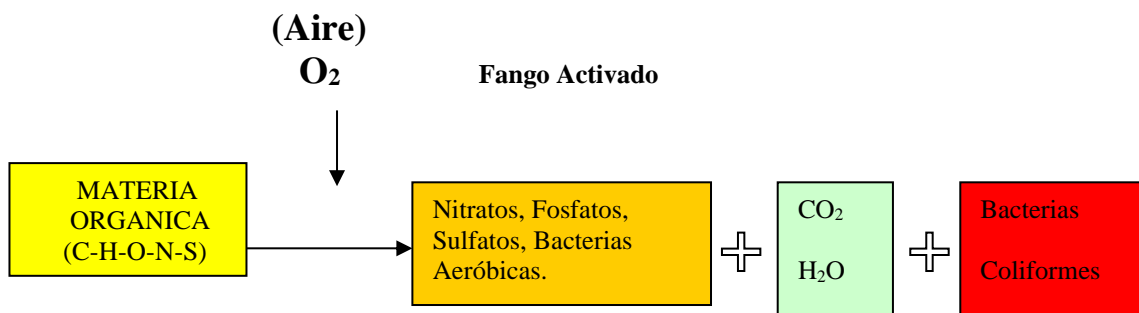 (Aire)
O₂
Fango Activado
MATERIA
ORGANICA
(C-H-O-N-S)
Nitratos, Fosfatos,
Sulfatos, Bacterias
Aeróbicas.
CO₂
H₂O
Bacterias
Coliformes